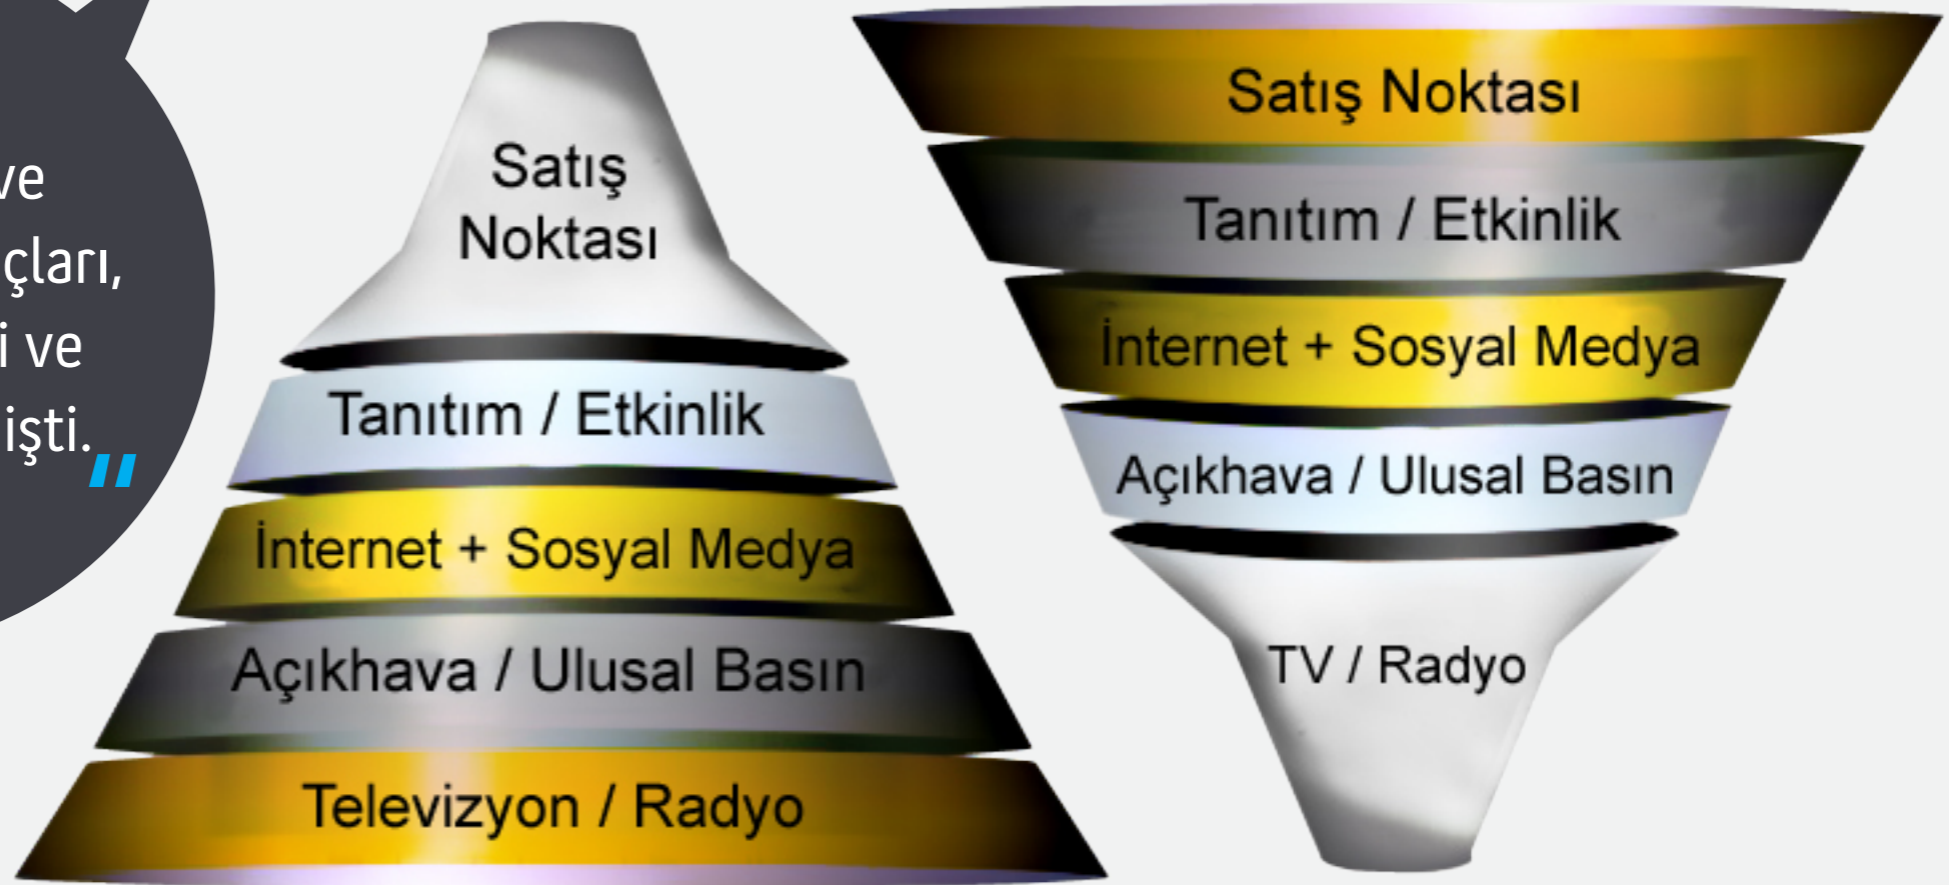 ve
çları,
i ve
işti.
"
Satış
Noktası
Tanıtım / Etkinlik
İnternet + Sosyal Medya
Açıkhava / Ulusal Basın
Televizyon / Radyo
Satış Noktası
Tanıtım / Etkinlik
İnternet + Sosyal Medya
Açıkhava / Ulusal Basın
TV / Radyo